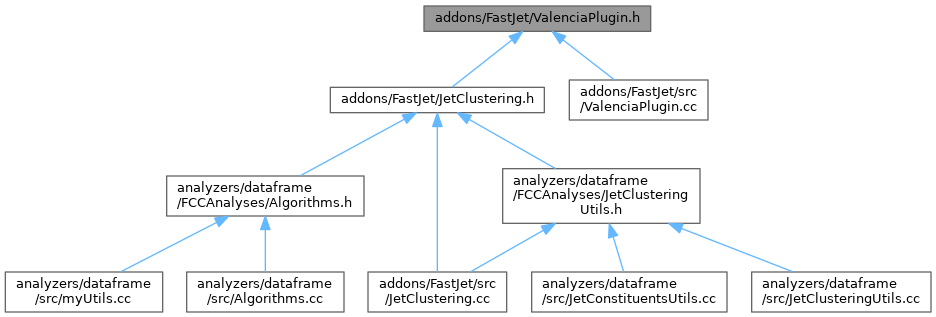 addons/FastJet/ValenciaPlugin.h
addons/FastJet/JetClustering.h
addons/FastJet/src
/ValenciaPlugin.cc
analyzers/dataframe
/FCCAnalyses/Algorithms.h
analyzers/dataframe
/FCCAnalyses/JetClustering
Utils.h
analyzers/dataframe
/src/myUtils.cc
analyzers/dataframe
/src/Algorithms.cc
addons/FastJet/src
/JetClustering.cc
analyzers/dataframe
/src/JetConstituentsUtils.cc
analyzers/dataframe
/src/JetClusteringUtils.cc